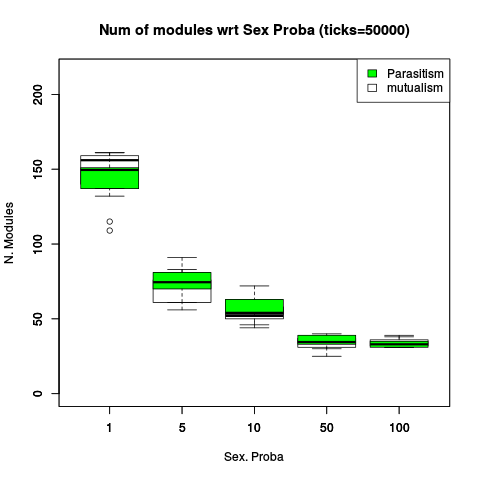 Num of modules wrt Sex Proba (ticks=50000)
Parasitism
mutualism
200
150
100
50
0
N. Modules
1 5 10 50 100
Sex. Proba